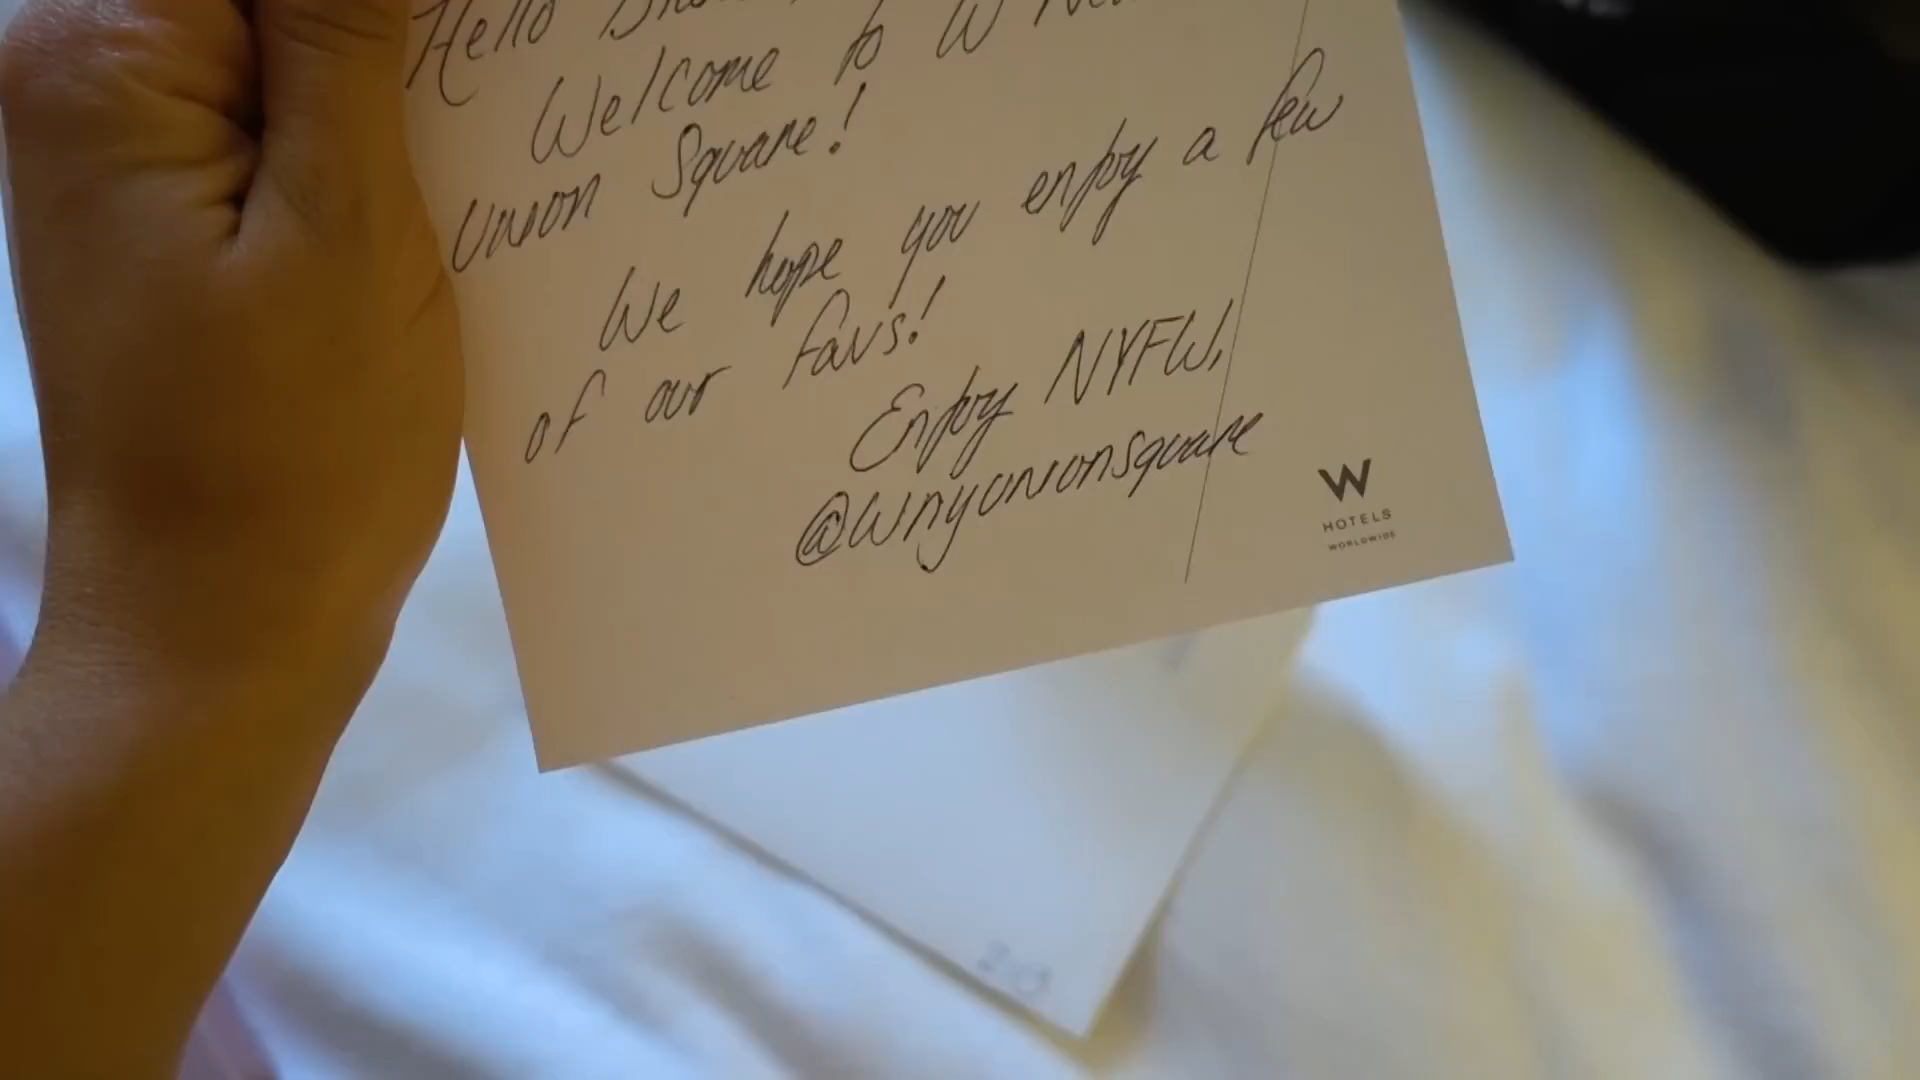 Hello
Welcome to W
Union Square!
We hope you enjoy a few
of our favs!
Enjoy NYFW,
@wnyunionsquare
W
HOTELS
WORLDWIDE